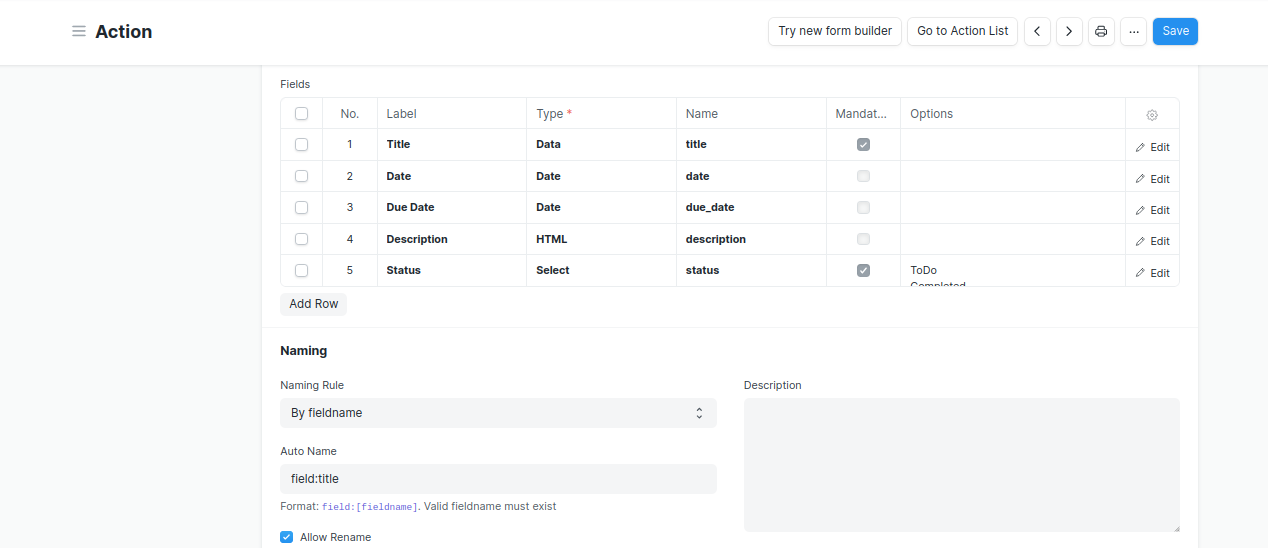 Action
Try new form builder
Go to Action List
...
Save
Fields
No. Label Type * Name Mandat... Options
1 Title Data title Edit
2 Date Date date Edit
3 Due Date Date due_date Edit
4 Description HTML description Edit
5 Status Select status ToDo Edit
Completed
Add Row
Naming
Naming Rule
By fieldname
Auto Name
field:title
Format: field:[fieldname]. Valid fieldname must exist
Allow Rename
Description